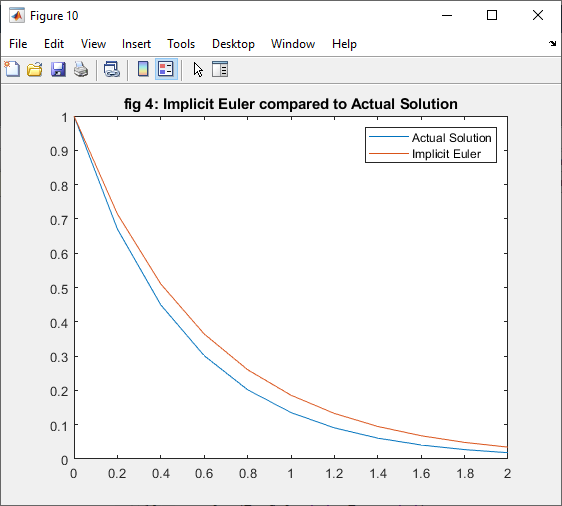 Figure 10
File Edit View Insert Tools Desktop Window Help
fig 4: Implicit Euler compared to Actual Solution
Actual Solution
Implicit Euler
1
0.9
0.8
0.7
0.6
0.5
0.4
0.3
0.2
0.1
0
0 0.2 0.4 0.6 0.8 1 1.2 1.4 1.6 1.8 2